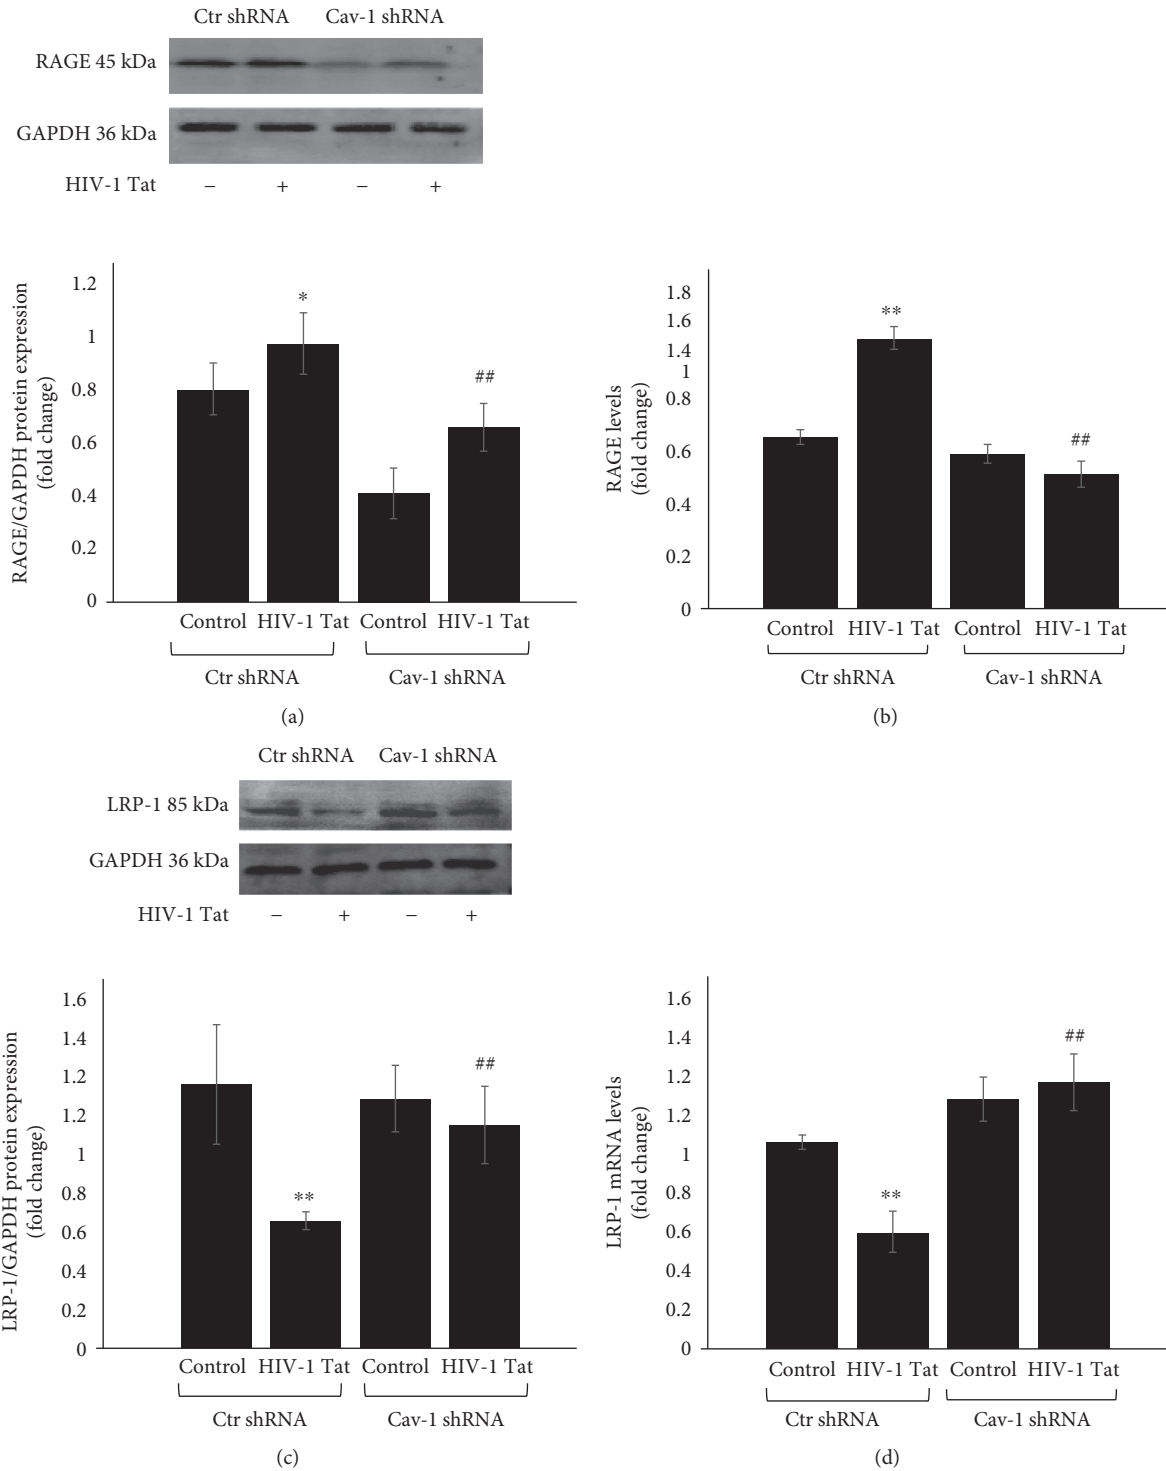 Ctr shRNA Cav-1 shRNA
RAGE 45 kDa
GAPDH 36 kDa
HIV-1 Tat − + − +
RAGE/GAPDH protein expression
(fold change)
1.2
1
0.8
0.6
0.4
0.2
0
*
##
Control HIV-1 Tat Control HIV-1 Tat
Ctr shRNA Cav-1 shRNA
(a)
RAGE levels
(fold change)
1.8
1.6
1.4
1
0.8
0.6
0.4
0.2
0
**
##
Control HIV-1 Tat Control HIV-1 Tat
Ctr shRNA Cav-1 shRNA
(b)
Ctr shRNA Cav-1 shRNA
LRP-1 85 kDa
GAPDH 36 kDa
HIV-1 Tat − + − +
LRP-1/GAPDH protein expression
(fold change)
1.6
1.4
1.2
1.2
1
0.8
0.6
0.4
0.2
0
**
##
Control HIV-1 Tat Control HIV-1 Tat
Ctr shRNA Cav-1 shRNA
(c)
LRP-1 mRNA levels
(fold change)
1.6
1.4
1.2
1.2
1
0.8
0.6
0.4
0.2
0
**
##
Control HIV-1 Tat Control HIV-1 Tat
Ctr shRNA Cav-1 shRNA
(d)